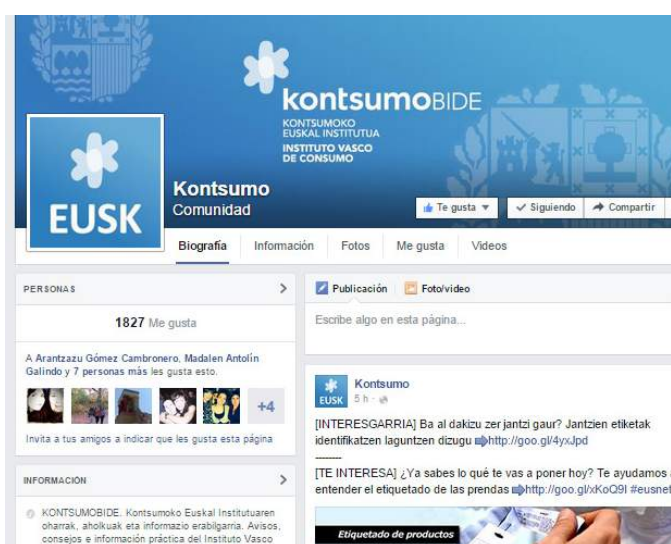 kontsumoBIDE
KONTSUMOKO
EUSKAL INSTITUTUA
INSTITUTO VASCO
DE CONSUMO
EUSK
Kontsumo
Comunidad
Te gusta
Siguiendo
Compartir
Biografía
Información
Fotos
Me gusta
Videos
PERSONAS
1827 Me gusta
A Arantzazu Gómez Cambronero, Madalen Antolín
Galindo y 7 personas más les gusta esto.
+4
Invita a tus amigos a indicar que les gusta esta página
INFORMACIÓN
KONTSUMOBIDE. Kontsumoko Euskal Institutuaren
oharrak, aholkuak eta informazio erabilgarria. Avisos,
consejos e información práctica del Instituto Vasco
Publicación
Foto/video
Escribe algo en esta página...
EUSK
Kontsumo
5 h ·
[INTERESGARRIA] Ba al dakizu zer jantzi gaur? Jantzien etiketak
identifikatzen laguntzen dizugu http://goo.gl/4yxJpd
--------
[TE INTERESA] ¿Ya sabes lo qué te vas a poner hoy? Te ayudamos a
entender el etiquetado de las prendas http://goo.gl/xKoQ9I #eusnet
Etiquetado de productos